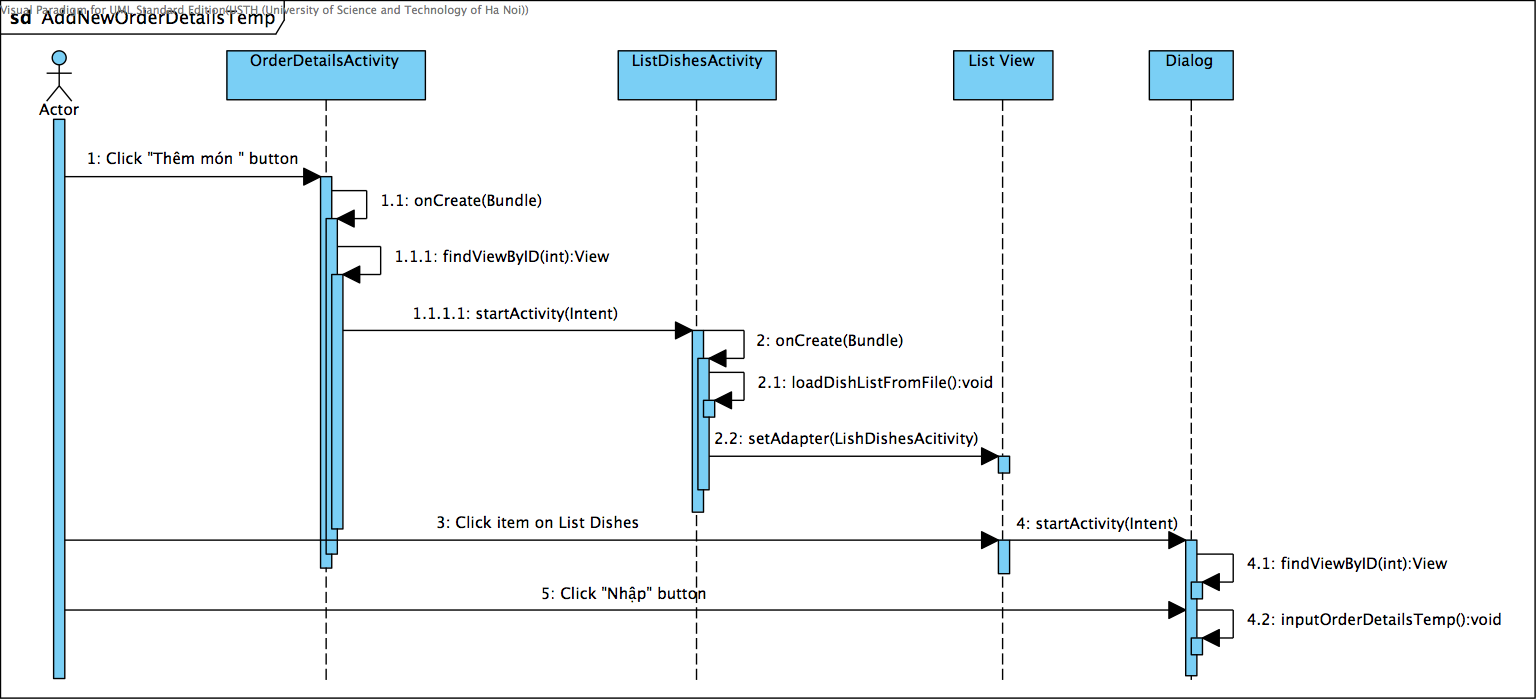 Visual Paradigm for UML Standard Edition(USTH (University of Science and Technology of Ha Noi))
sd AddNewOrderDetailsTemp
OrderDetailsActivity
ListDishesActivity
List View
Dialog
Actor
1: Click "Thêm món " button
1.1: onCreate(Bundle)
1.1.1: findViewByID(int):View
1.1.1.1: startActivity(Intent)
2: onCreate(Bundle)
2.1: loadDishListFromFile():void
2.2: setAdapter(LishDishesAcitivity)
3: Click item on List Dishes
4: startActivity(Intent)
4.1: findViewByID(int):View
5: Click "Nhập" button
4.2: inputOrderDetailsTemp():void